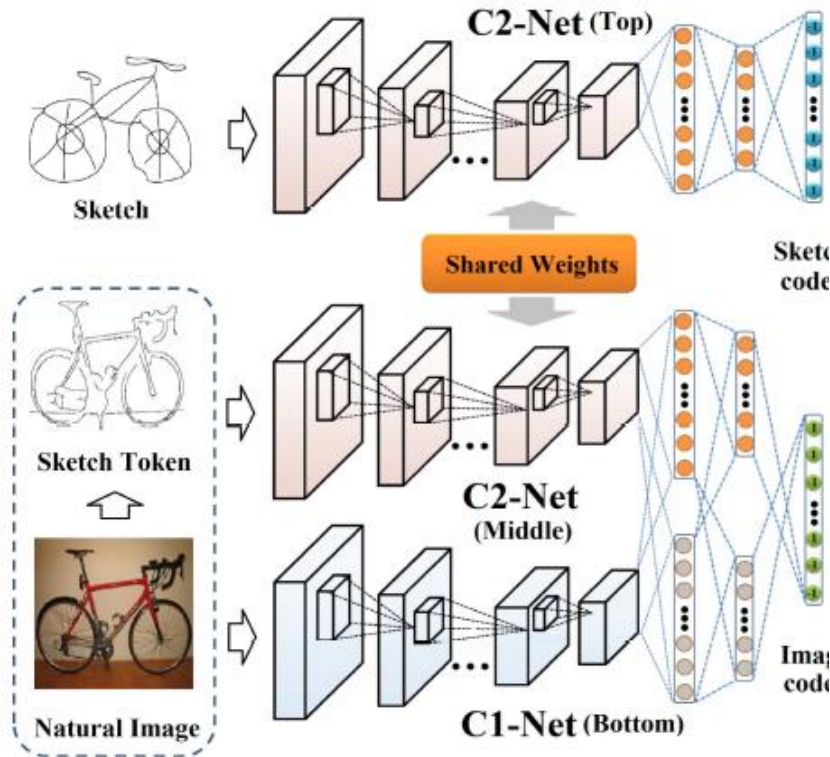 C2-Net (Top)
Sketch
Shared Weights
Sketch Token
C2-Net
(Middle)
Natural Image
C1-Net (Bottom)